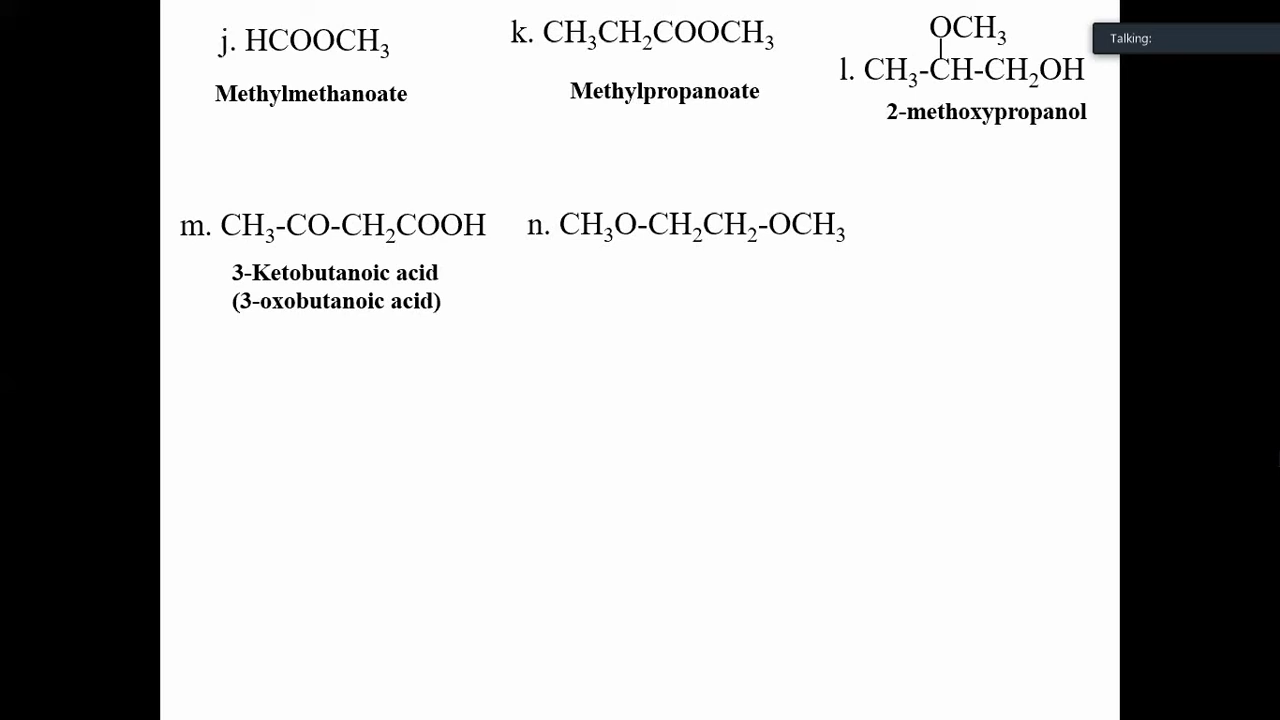 j. HCOOCH₃
Methylmethanoate
k. CH₃CH₂COOCH₃
Methylpropanoate
OCH₃
l. CH₃-CH-CH₂OH
2-methoxypropanol
Talking:
m. CH₃-CO-CH₂COOH
3-Ketobutanoic acid
(3-oxobutanoic acid)
n. CH₃O-CH₂CH₂-OCH₃